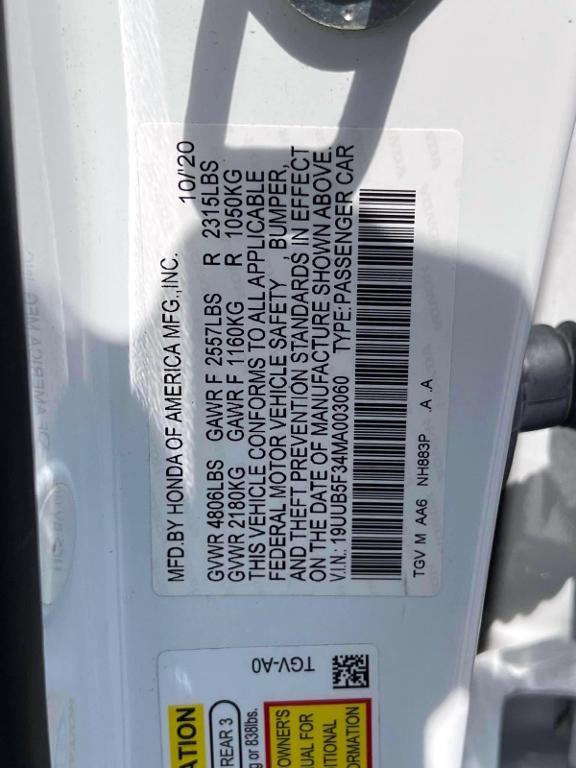 MFD.BY HONDA OF AMERICA MFG.,INC. 10/'20
GVWR 4806LBS GAWR F 2557LBS R 2315LBS
GVWR 2180KG GAWR F 1160KG R 1050KG
THIS VEHICLE CONFORMS TO ALL APPLICABLE
FEDERAL MOTOR VEHICLE SAFETY , BUMPER,
AND THEFT PREVENTION STANDARDS IN EFFECT
ON THE DATE OF MANUFACTURE SHOWN ABOVE.
V.I.N.: 19UUB5F34MA003060 TYPE:PASSENGER CAR
TGV M AA6 NH883P .A .A
TGV-A0
REAR 3
g or 838lbs.
OWNER'S
UAL FOR
DITIONAL
ORMATION